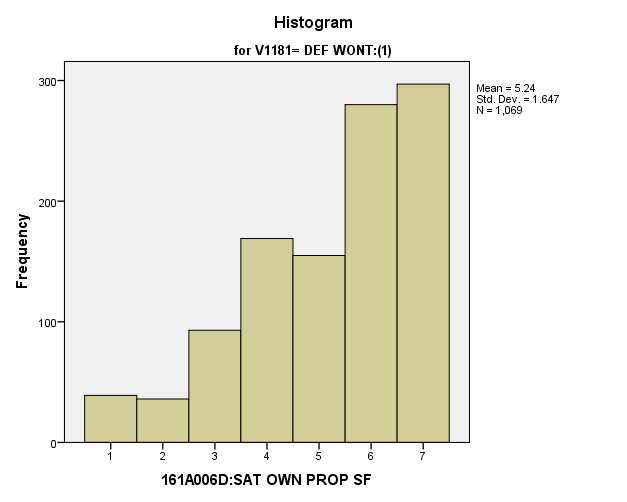 Histogram
for V1181= DEF WONT:(1)
Mean = 5.24
Std. Dev. = 1.647
N = 1,069
300
200
100
0
Frequency
1 2 3 4 5 6 7
161A006D:SAT OWN PROP SF